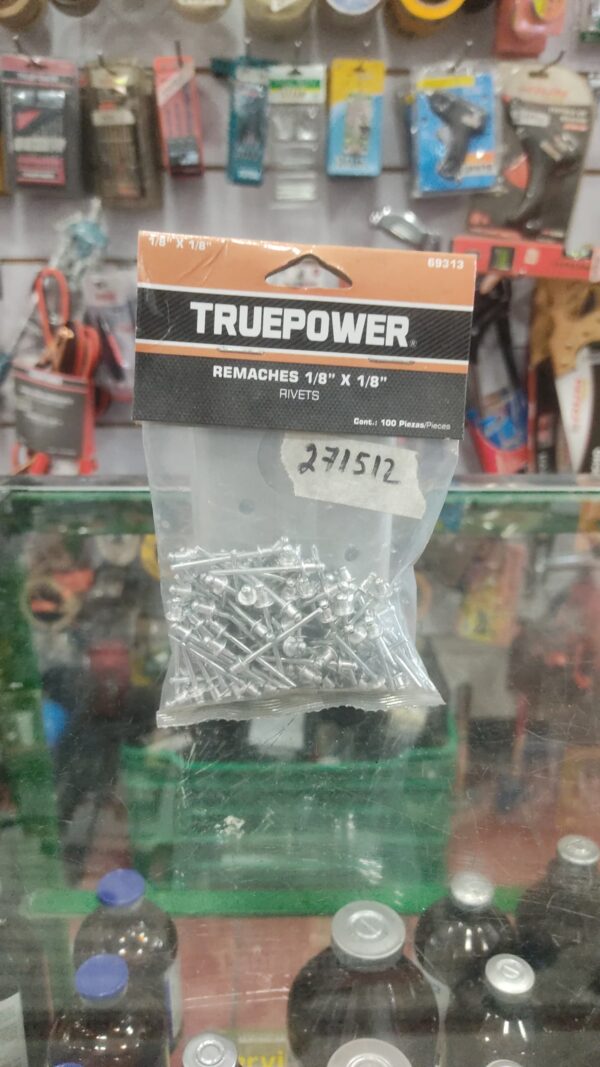 1/8" X 1/8"
69313
TRUEPOWER®
REMACHES 1/8" X 1/8"
RIVETS
Cont.: 100 Piezas/Pieces
271512